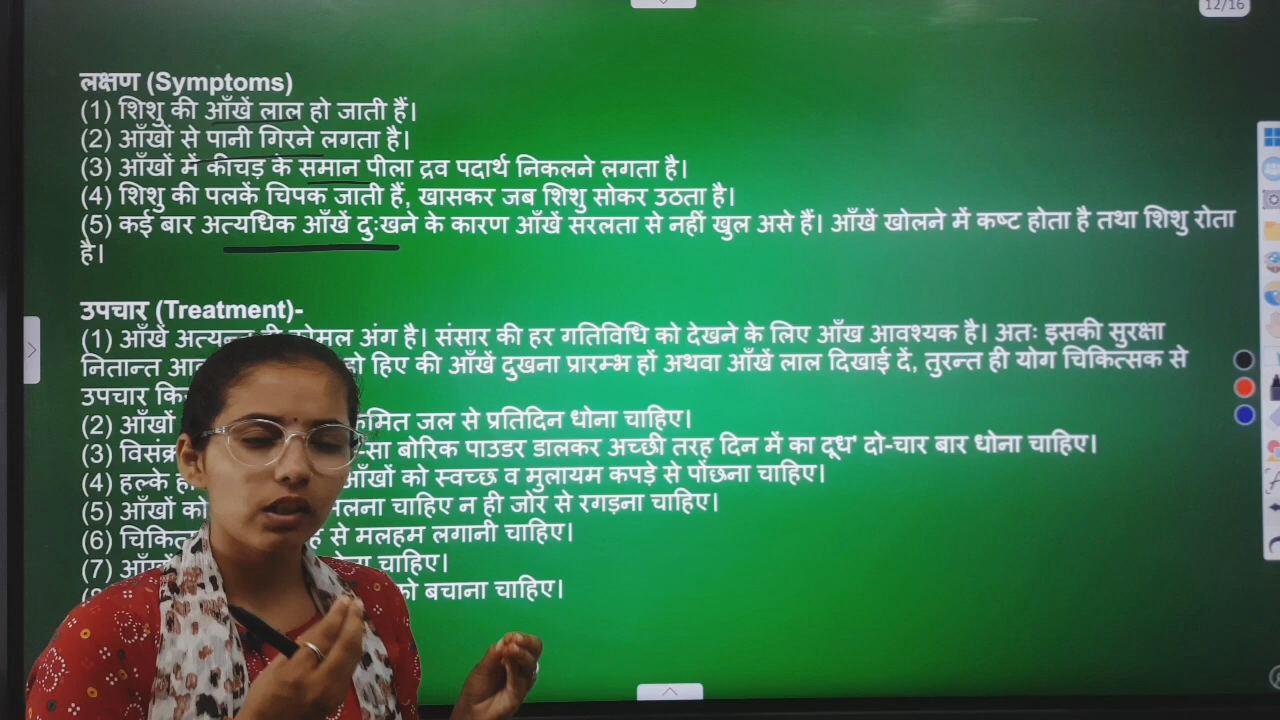 12/16
लक्षण (Symptoms)
(1) शिशु की आँखें लाल हो जाती हैं।
(2) आँखों से पानी गिरने लगता है।
(3) आँखों में कीचड़ के समान पीला द्रव पदार्थ निकलने लगता है।
(4) शिशु की पलकें चिपक जाती हैं, खासकर जब शिशु सोकर उठता है।
(5) कई बार अत्यधिक आँखें दुःखने के कारण आँखें सरलता से नहीं खुल असे हैं। आँखें खोलने में कष्ट होता है तथा शिशु रोता
है।
उपचार (Treatment)-
(1) आँखें अत्यन्त ही कोमल अंग है। संसार की हर गतिविधि को देखने के लिए आँख आवश्यक है। अतः इसकी सुरक्षा
नितान्त हो हिए की आँखें दुखना प्रारम्भ हों अथवा आँखें लाल दिखाई दें, तुरन्त ही योग चिकित्सक से
उपचार
(2) आँखों जल से प्रतिदिन धोना चाहिए।
(3) बोरिक पाउडर डालकर अच्छी तरह दिन में का दूध' दो-चार बार धोना चाहिए।
(4) हल्के आँखों को स्वच्छ व मुलायम कपड़े से पोंछना चाहिए।
(5) आँखों को चाहिए न ही जोर से रगड़ना चाहिए।
(6) से मलहम लगानी चाहिए।
(7) चाहिए।
को बचाना चाहिए।